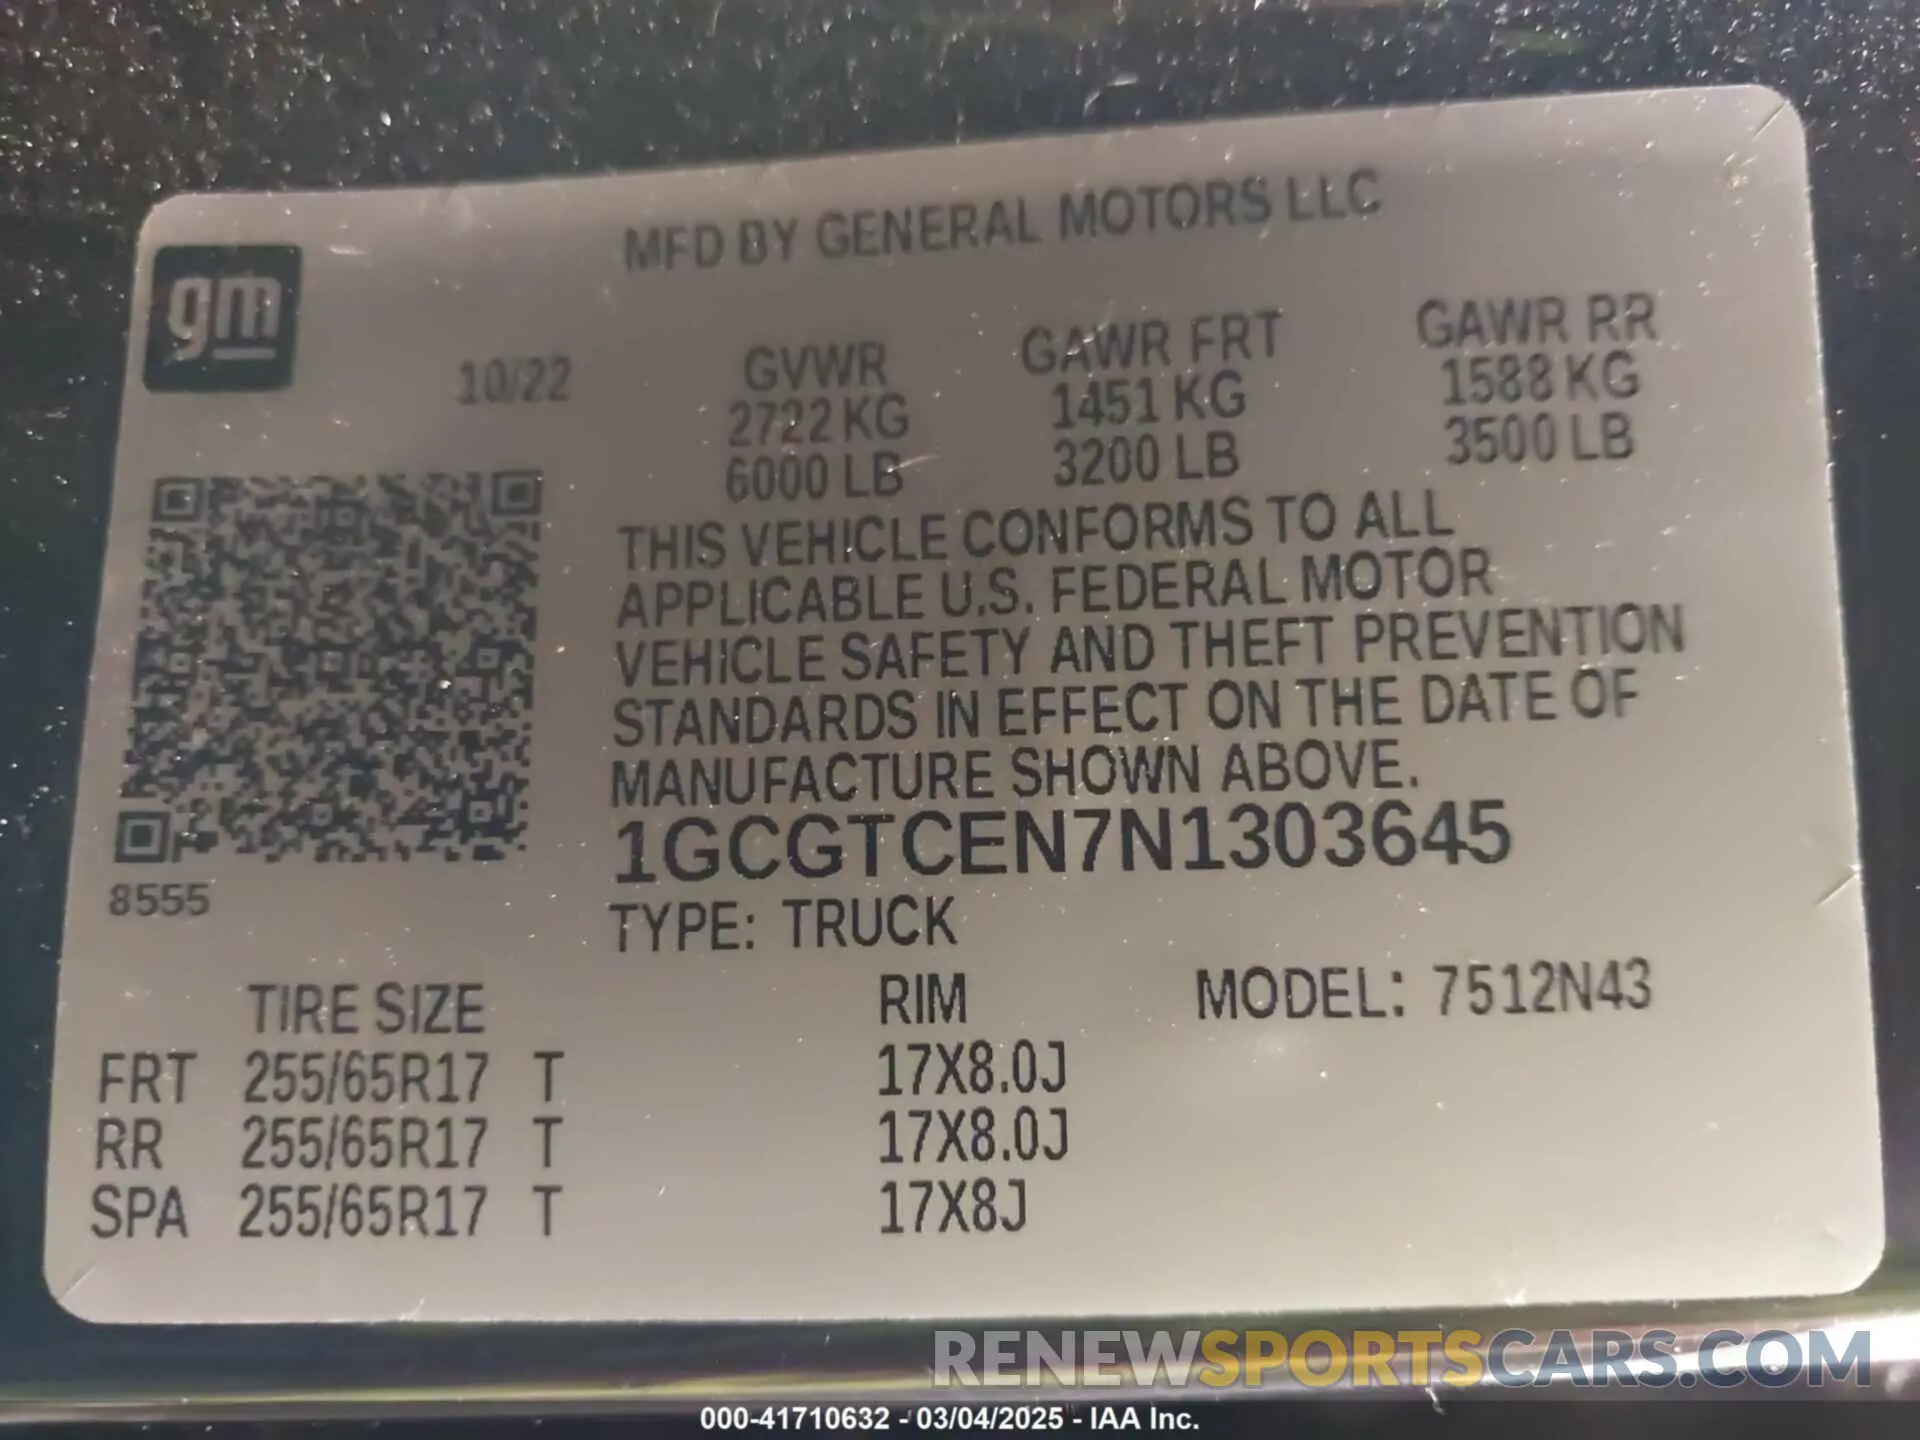 MFD BY GENERAL MOTORS LLC
gm
10/22
GVWR
2722 KG
6000 LB
GAWR FRT
1451 KG
3200 LB
GAWR RR
1588 KG
3500 LB
THIS VEHICLE CONFORMS TO ALL
APPLICABLE U.S. FEDERAL MOTOR
VEHICLE SAFETY AND THEFT PREVENTION
STANDARDS IN EFFECT ON THE DATE OF
MANUFACTURE SHOWN ABOVE.
1GCGTCEN7N1303645
8555
TYPE: TRUCK
TIRE SIZE RIM MODEL: 7512N43
FRT 255/65R17 T 17X8.0J
RR 255/65R17 T 17X8.0J
SPA 255/65R17 T 17X8J
RENEWSPORTSCARS.COM
000-41710632 - 03/04/2025 - IAA Inc.